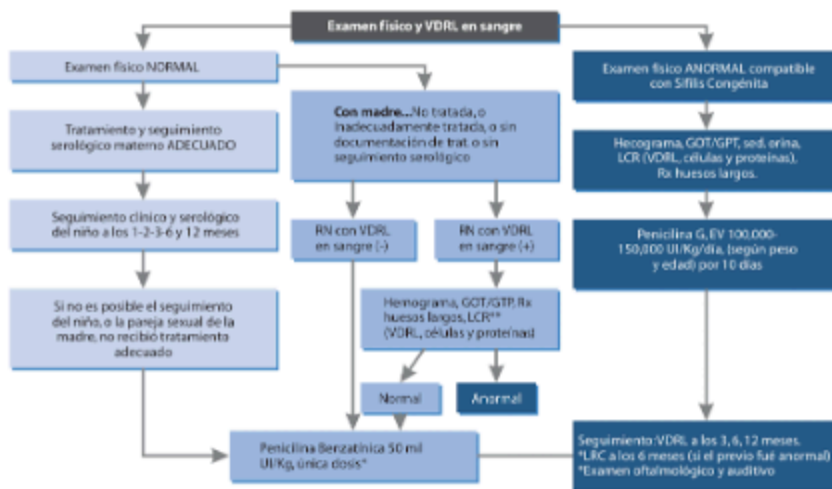 Examen físico y VDRL en sangre
Examen físico NORMAL
Tratamiento y seguimiento
serológico materno ADECUADO
Seguimiento clínico y serológico
del niño a los 1-2-3-6 y 12 meses
Si no es posible el seguimiento
del niño, o la pareja sexual de la
madre, no recibió tratamiento
adecuado
Con madre...No tratada, o
inadecuadamente tratada, o sin
documentación de trat. o sin
seguimiento serológico
RN con VDRL
en sangre (-)
RN con VDRL
en sangre (+)
Hemograma, GOT/GTP, Rx
huesos largos, LCR**
(VDRL, células y proteínas)
Normal
Anormal
Penicilina Benzatínica 50 mil
UI/Kg, única dosis*
Examen físico ANORMAL compatible
con Sífilis Congénita
Hecograma, GOT/GPT, sed. orina,
LCR (VDRL, células y proteinas),
Rx huesos largos.
Penicilina G, EV 100,000-
150,000 UI/Kg/día, (según peso
y edad) por 10 días
Seguimiento:VDRL a los 3, 6, 12 meses.
*LRC a los 6 meses (si el previo fué anormal)
*Examen oftalmológico y auditivo